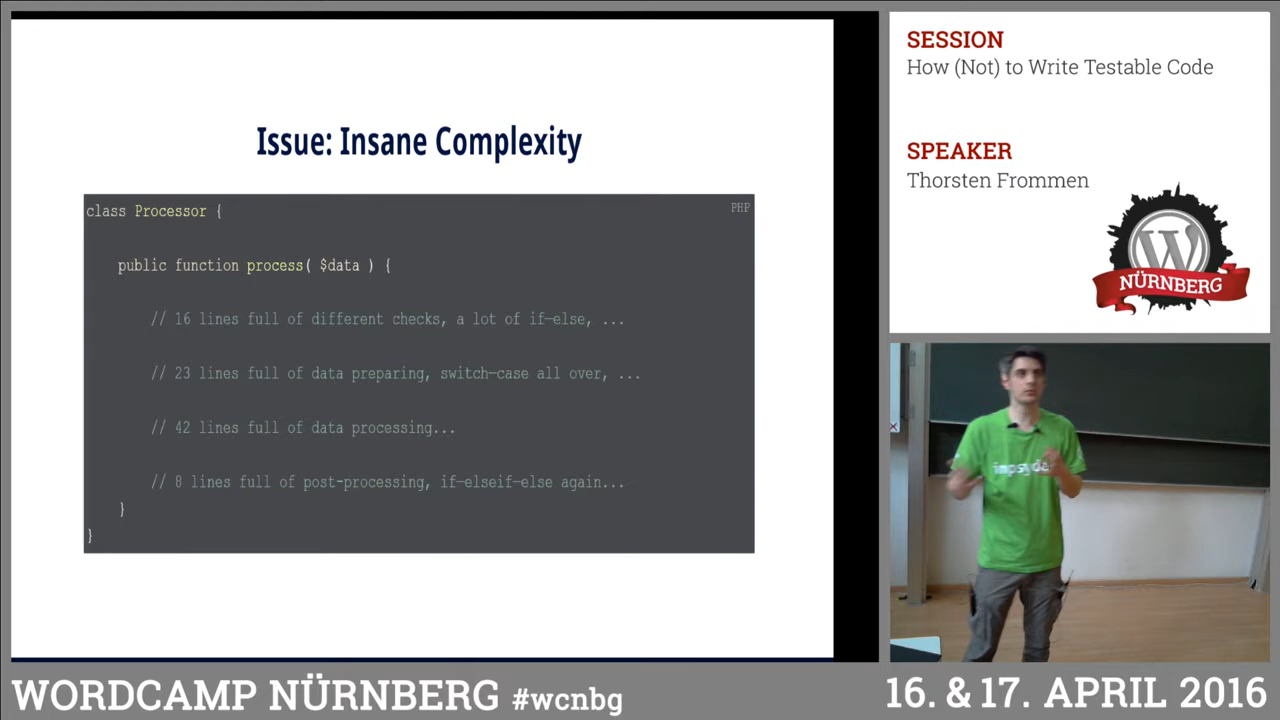 Issue: Insane Complexity
class Processor {
PHP
public function process( $data ) {
// 16 lines full of different checks, a lot of if-else, ...
// 23 lines full of data preparing, switch-case all over, ...
// 42 lines full of data processing...
// 8 lines full of post-processing, if-elseif-else again...
}
}
SESSION
How (Not) to Write Testable Code
SPEAKER
Thorsten Frommen
W
NÜRNBERG
WORDCAMP NÜRNBERG #wcnbg
16. & 17. APRIL 2016